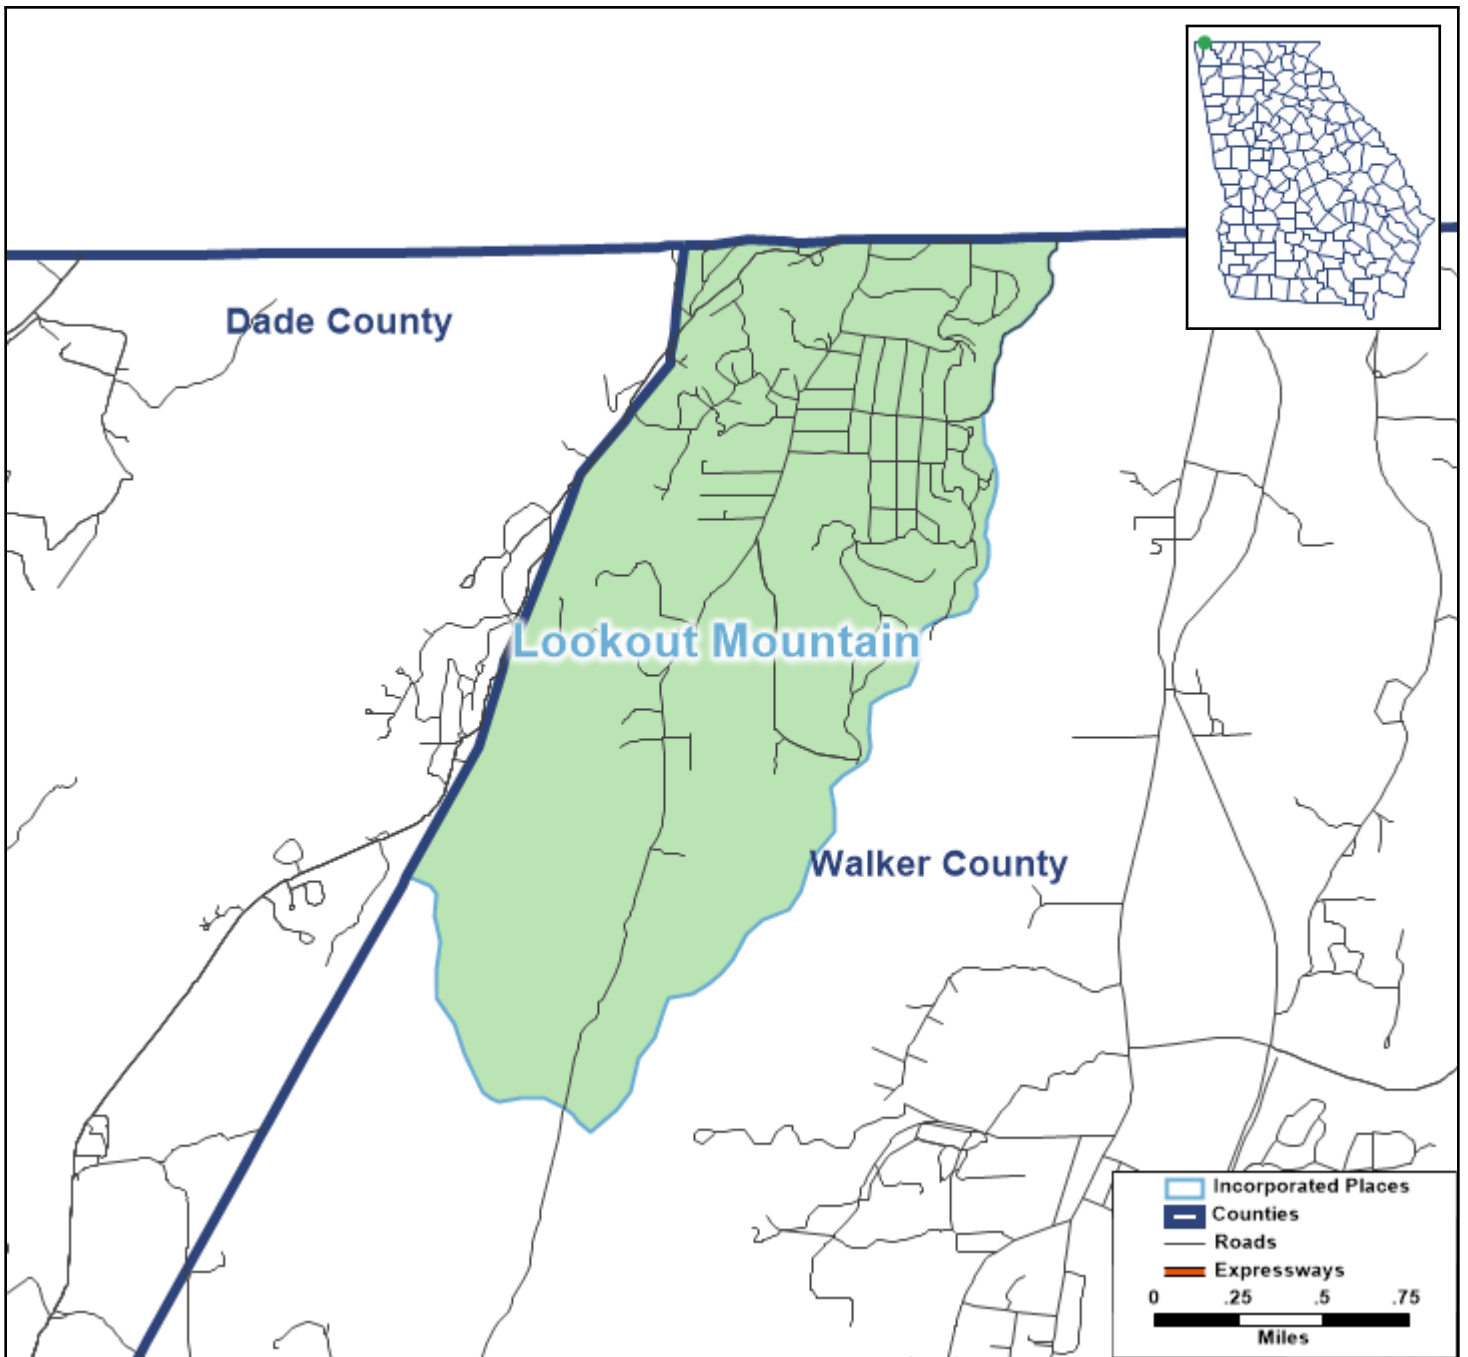 Dade County
Lookout Mountain
Walker County
Incorporated Places
Counties
Roads
Expressways
0 .25 .5 .75
Miles